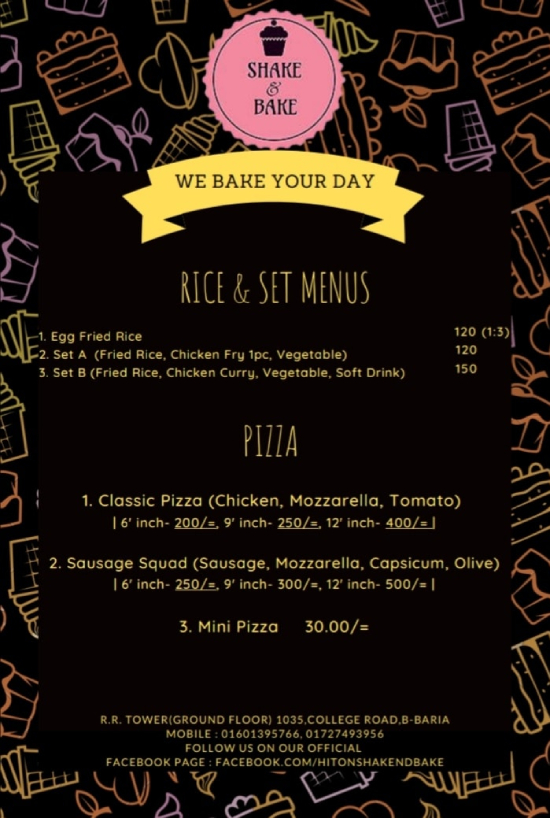 SHAKE
&
BAKE
WE BAKE YOUR DAY
RICE & SET MENUS
1. Egg Fried Rice 120 (1:3)
2. Set A (Fried Rice, Chicken Fry 1pc, Vegetable) 120
3. Set B (Fried Rice, Chicken Curry, Vegetable, Soft Drink) 150
PIZZA
1. Classic Pizza (Chicken, Mozzarella, Tomato)
| 6' inch- 200/=, 9' inch- 250/=, 12' inch- 400/= |
2. Sausage Squad (Sausage, Mozzarella, Capsicum, Olive)
| 6' inch- 250/=, 9' inch- 300/=, 12' inch- 500/= |
3. Mini Pizza 30.00/=
R.R. TOWER(GROUND FLOOR) 1035,COLLEGE ROAD,B-BARIA
MOBILE : 01601395766, 01727493956
FOLLOW US ON OUR OFFICIAL
FACEBOOK PAGE : FACEBOOK.COM/HITONSHAKENDBAKE